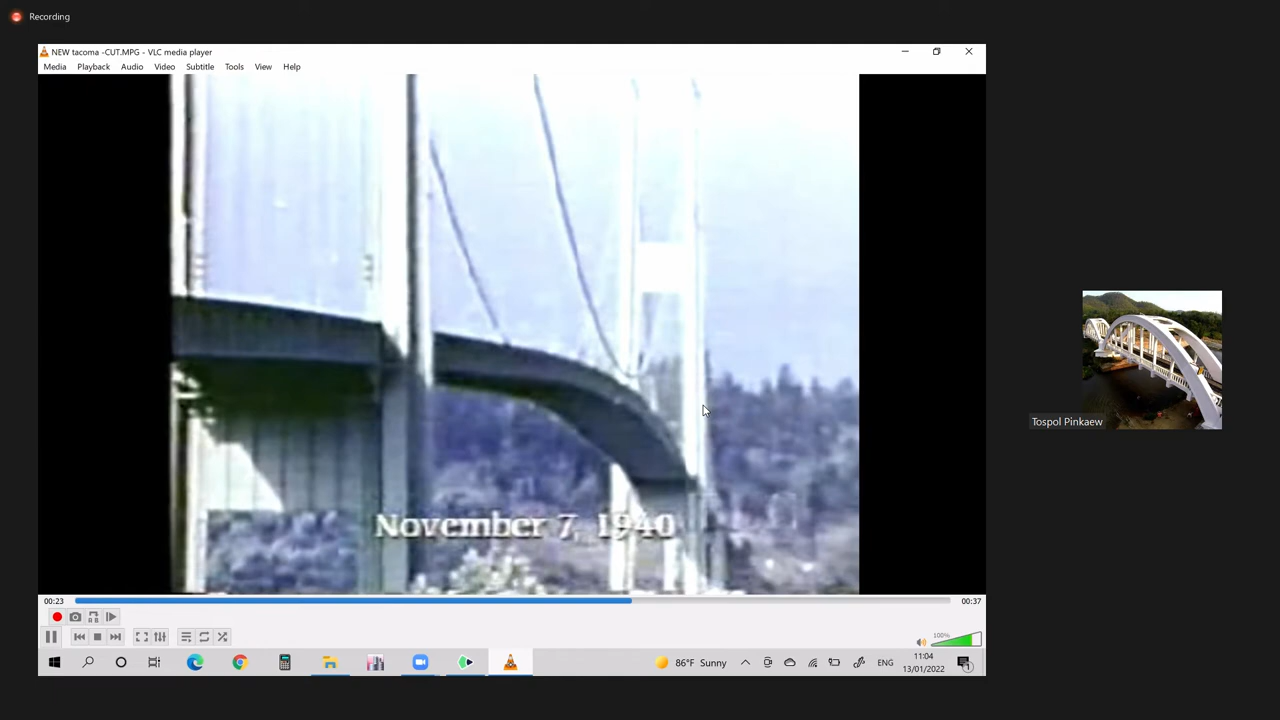 Recording
NEW tacoma -CUT.MPG - VLC media player
Media Playback Audio Video Subtitle Tools View Help
November 7, 1940
Tospol Pinkaew
00:23
00:37
100%
86°F Sunny
ENG
11:04
13/01/2022
1